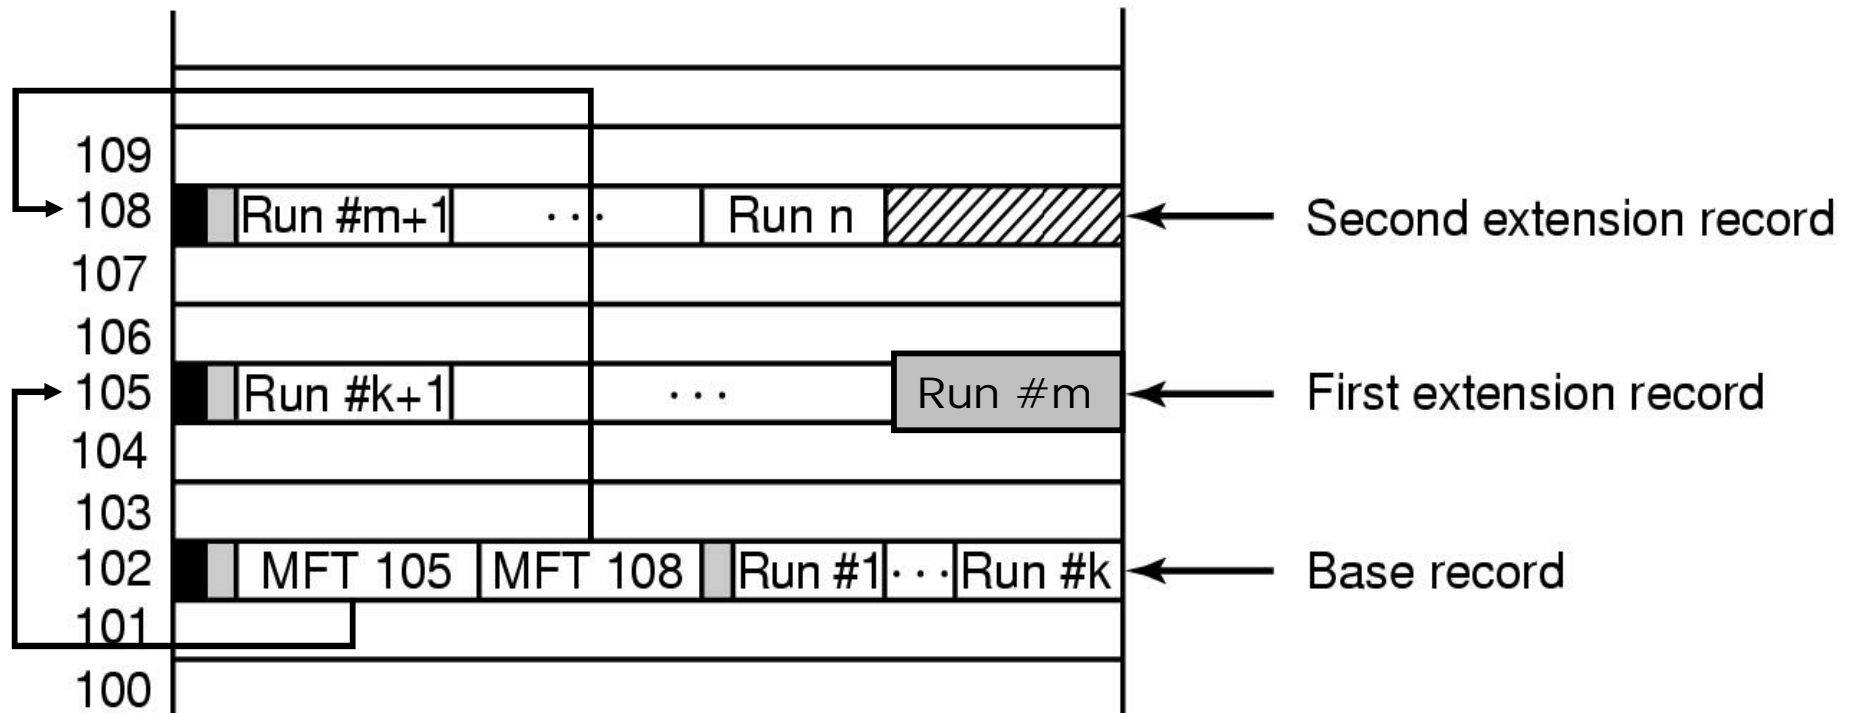 109
108 Run #m+1 ... Run n Second extension record
107
106
105 Run #k+1 ... Run #m First extension record
104
103
102 MFT 105 MFT 108 Run #1 ... Run #k Base record
101
100